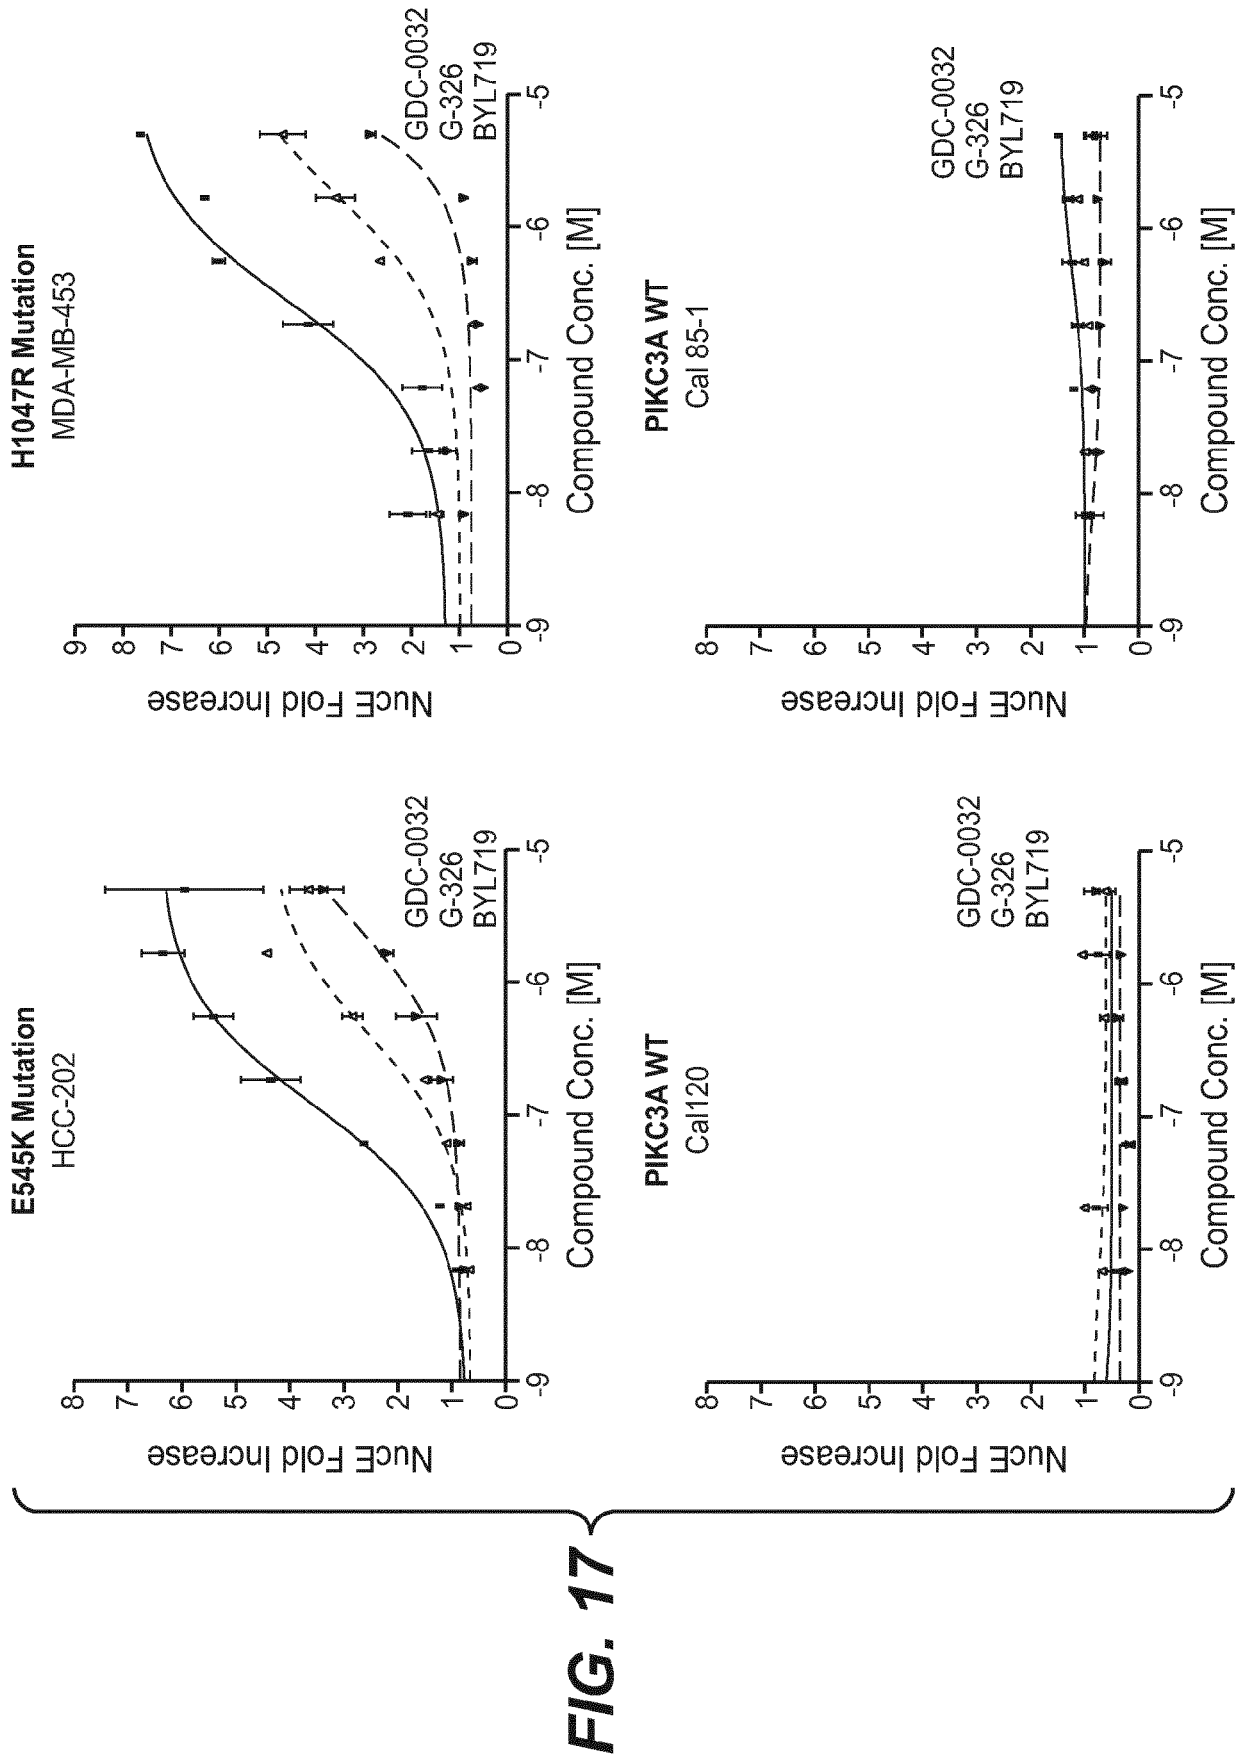 FIG. 17
E545K Mutation
HCC-202
NucE Fold Increase
8
7
6
5
4
3
2
1
0
-9
-8
-7
-6
-5
Compound Conc. [M]
GDC-0032
G-326
BYL719
H1047R Mutation
MDA-MB-453
NucE Fold Increase
9
8
7
6
5
4
3
2
1
0
-9
-8
-7
-6
-5
Compound Conc. [M]
GDC-0032
G-326
BYL719
PIKC3A WT
Cal120
NucE Fold Increase
8
7
6
5
4
3
2
1
0
-9
-8
-7
-6
-5
Compound Conc. [M]
GDC-0032
G-326
BYL719
PIKC3A WT
Cal 85-1
NucE Fold Increase
8
7
6
5
4
3
2
1
0
-9
-8
-7
-6
-5
Compound Conc. [M]
GDC-0032
G-326
BYL719